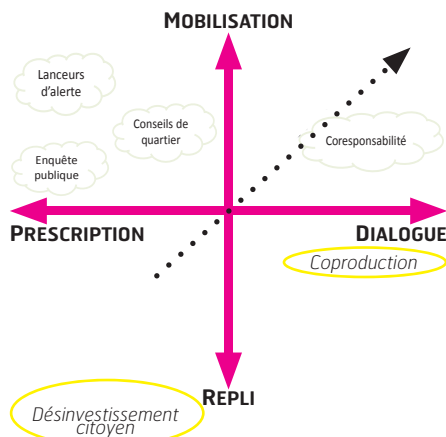 MOBILISATION
Lanceurs
d'alerte
Conseils de
quartier
Coresponsabilité
Enquête
publique
PRESCRIPTION
DIALOGUE
Coproduction
REPLI
Désinvestissement
citoyen